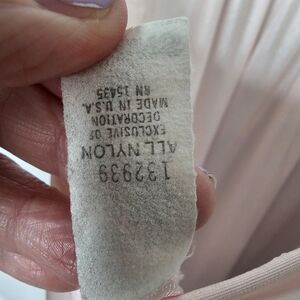 132939
ALL NYLON
EXCLUSIVE OF
DECORATION
MADE IN U.S.A.
RN 15435